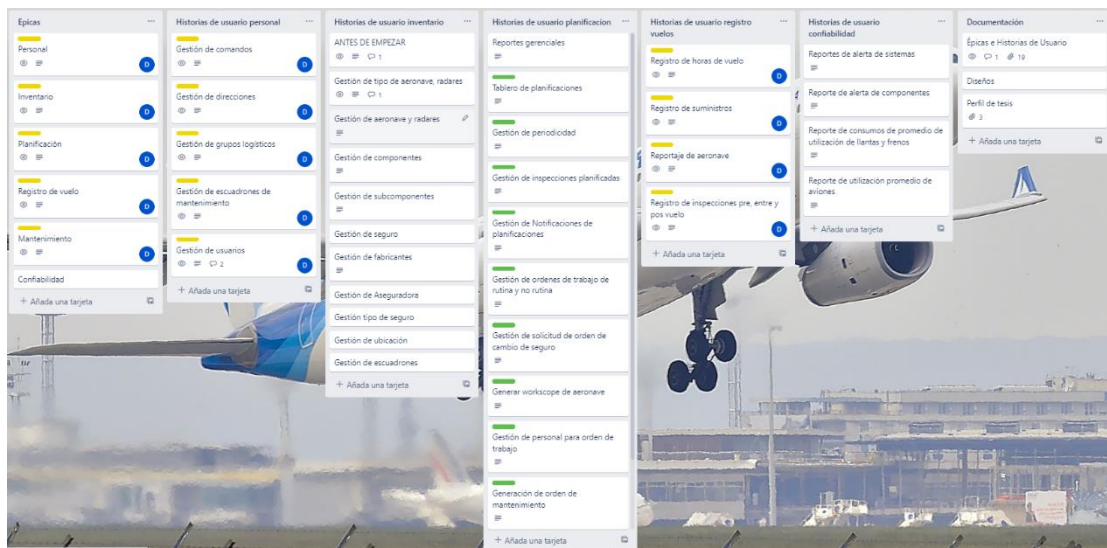 Epicas
Personal
D
Inventario
D
Planificación
D
Registro de vuelo
D
Mantenimiento
D
Confiabilidad
+ Añada una tarjeta
Historias de usuario personal
Gestión de comandos
D
Gestión de direcciones
D
Gestión de grupos logísticos
D
Gestión de escuadrones de
mantenimiento
D
Gestión de usuarios
2
D
+ Añada una tarjeta
Historias de usuario inventario
ANTES DE EMPEZAR
1
Gestión de tipo de aeronave, radares
1
Gestión de aeronave y radares
Gestión de componentes
Gestión de subcomponentes
Gestión de seguro
Gestión de fabricantes
Gestión de Aseguradora
Gestión tipo de seguro
Gestión de ubicación
Gestión de escuadrones
+ Añada una tarjeta
Historias de usuario planificacion
Reportes gerenciales
Tablero de planificaciones
Gestión de periodicidad
Gestión de inspecciones planificadas
Gestión de Notificaciones de
planificaciones
Gestión de ordenes de trabajo de
rutina y no rutina
Gestión de solicitud de orden de
cambio de seguro
Generar workscope de aeronave
Gestión de personal para orden de
trabajo
Generación de orden de
mantenimiento
+ Añada una tarjeta
Historias de usuario registro
vuelos
Registro de horas de vuelo
D
Registro de suministros
D
Reportaje de aeronave
D
Registro de inspecciones pre, entre y
pos vuelo
D
+ Añada una tarjeta
Historias de usuario
confiabilidad
Reportes de alerta de sistemas
Reporte de alerta de componentes
Reporte de consumos de promedio de
utilización de llantas y frenos
Reporte de utilización promedio de
aviones
+ Añada una tarjeta
Documentación
Épicas e Historias de Usuario
1 19
Diseños
Perfil de tesis
3
+ Añada una tarjeta